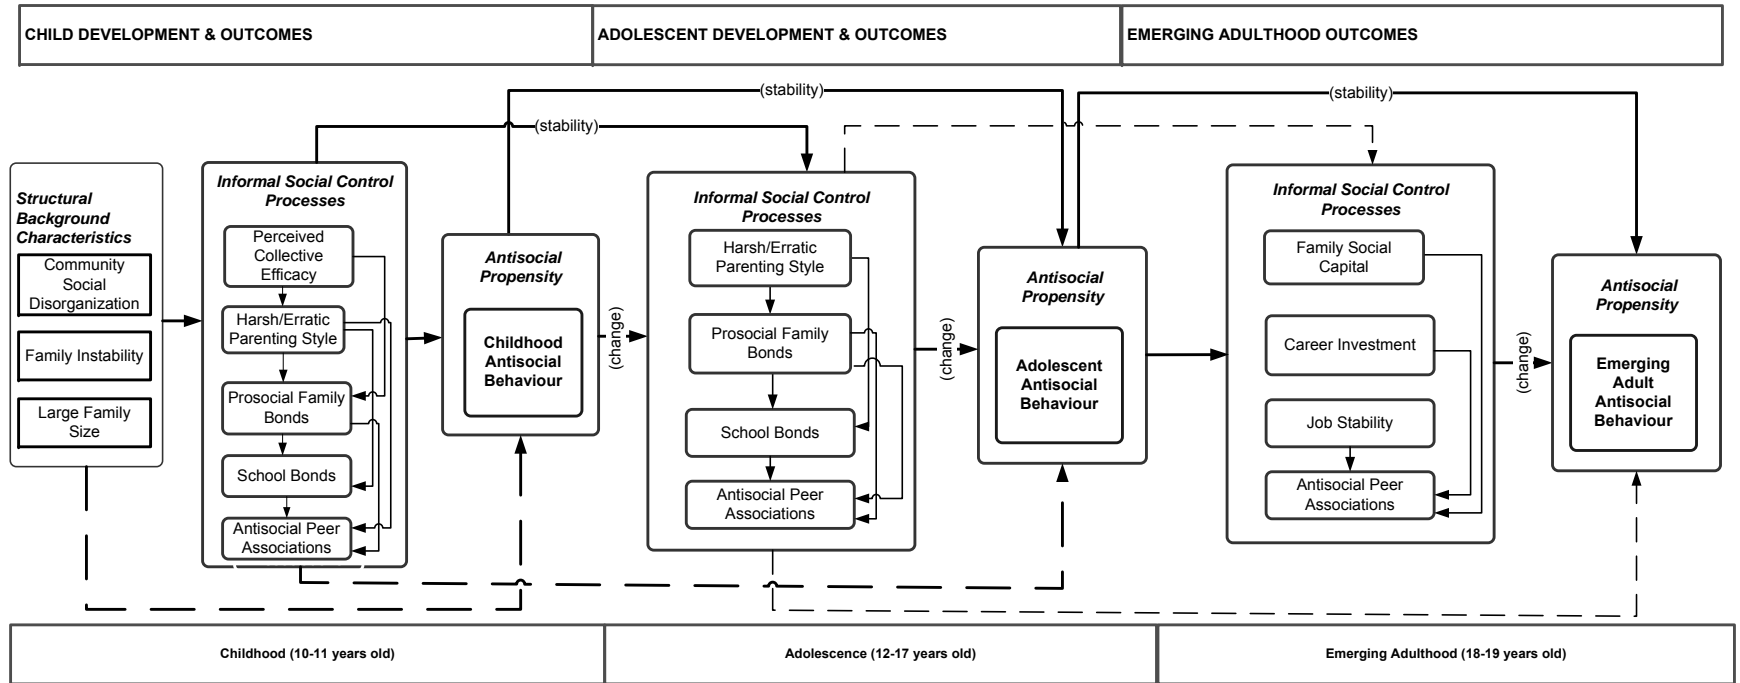 CHILD DEVELOPMENT & OUTCOMES
ADOLESCENT DEVELOPMENT & OUTCOMES
EMERGING ADULTHOOD OUTCOMES
(stability)
(stability)
(stability)
Structural
Background
Characteristics
Community
Social
Disorganization
Family Instability
Large Family
Size
Informal Social Control
Processes
Perceived
Collective
Efficacy
Harsh/Erratic
Parenting Style
Prosocial Family
Bonds
School Bonds
Antisocial Peer
Associations
Antisocial
Propensity
Childhood
Antisocial
Behaviour
(change)
Informal Social Control
Processes
Harsh/Erratic
Parenting Style
Prosocial Family
Bonds
School Bonds
Antisocial Peer
Associations
(change)
Antisocial
Propensity
Adolescent
Antisocial
Behaviour
Informal Social Control
Processes
Family Social
Capital
Career Investment
Job Stability
Antisocial Peer
Associations
(change)
Antisocial
Propensity
Emerging
Adult
Antisocial
Behaviour
Childhood (10-11 years old)
Adolescence (12-17 years old)
Emerging Adulthood (18-19 years old)